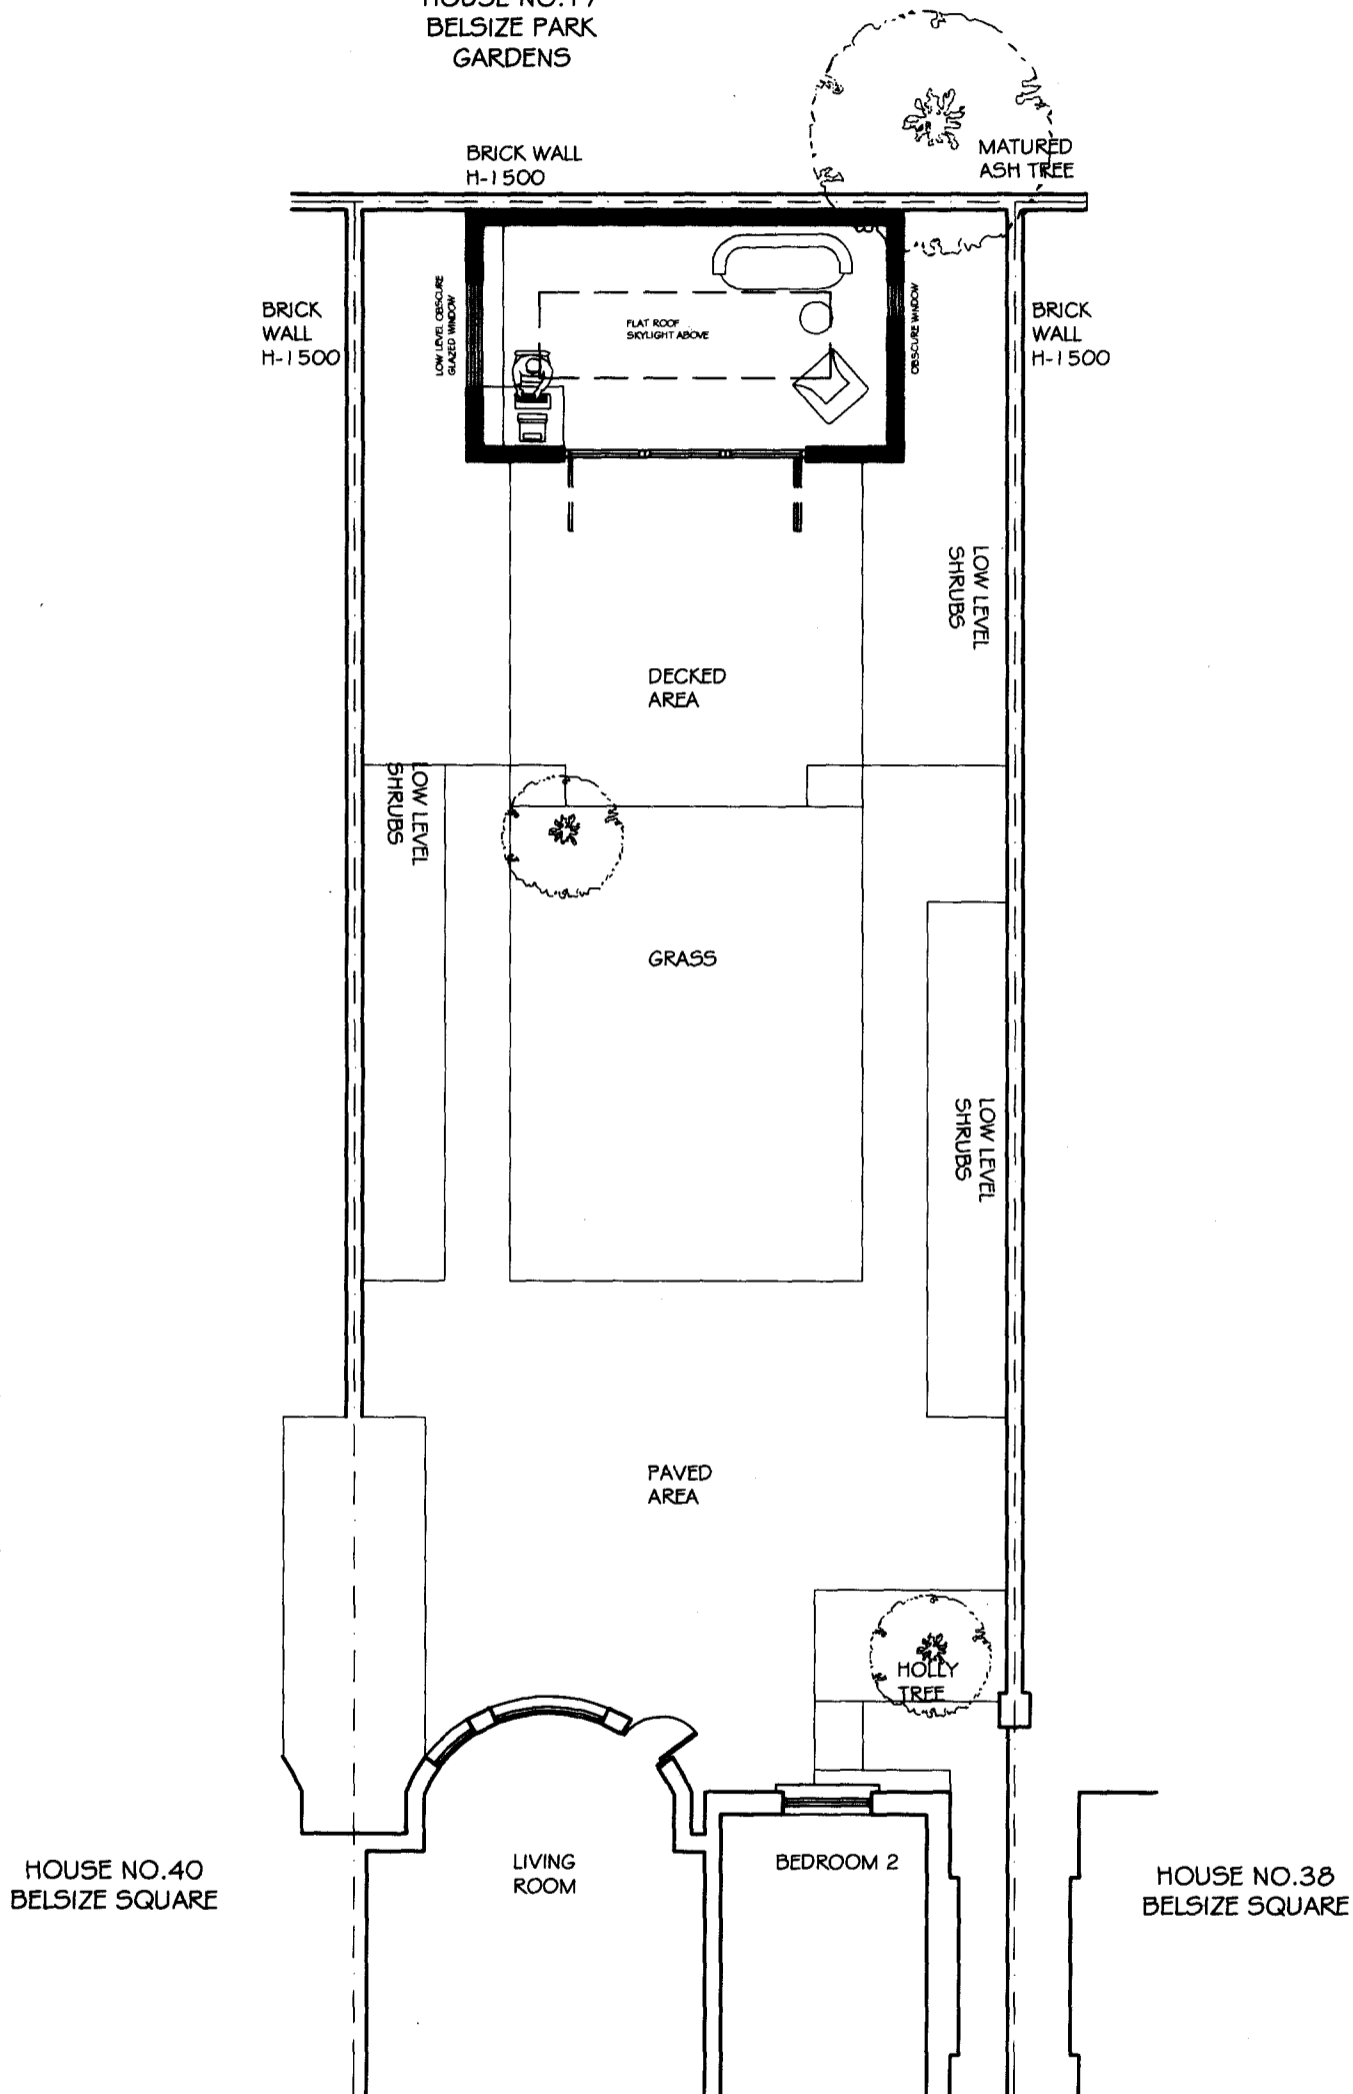 BELSIZE PARK
GARDENS
BRICK WALL
H-1500
MATURED
ASH TREE
BRICK
WALL
H-1500
LOW LEVEL OBSCURE
GLAZED WINDOW
FLAT ROOF
SKYLIGHT ABOVE
OBSCURE WINDOW
BRICK
WALL
H-1500
LOW LEVEL
SHRUBS
DECKED
AREA
LOW LEVEL
SHRUBS
GRASS
LOW LEVEL
SHRUBS
PAVED
AREA
HOLLY
TREE
HOUSE NO.40
BELSIZE SQUARE
LIVING
ROOM
BEDROOM 2
HOUSE NO.38
BELSIZE SQUARE